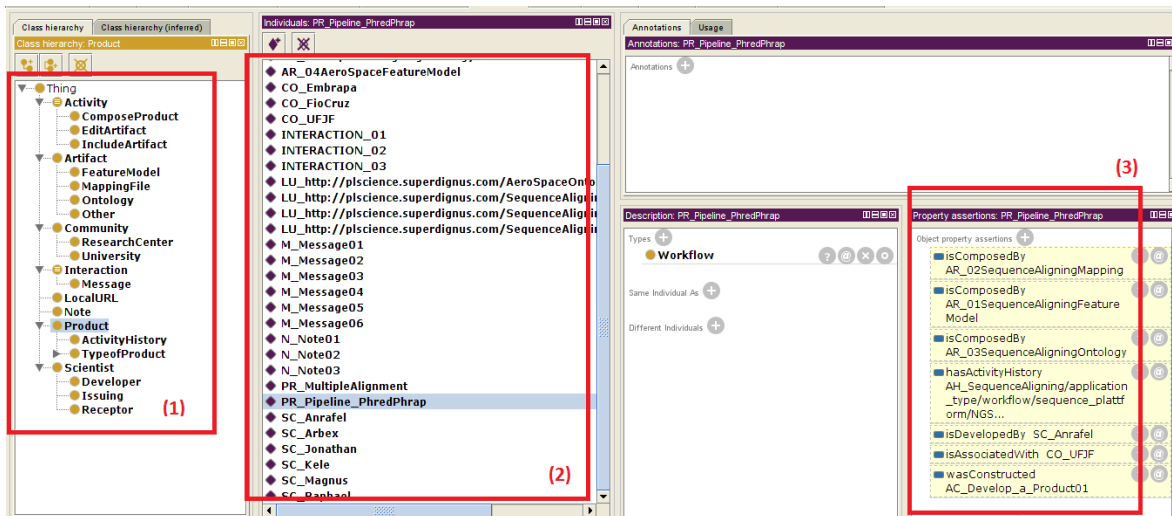 Class hierarchy
Class hierarchy (inferred)
Class hierarchy: Product
Thing
Activity
ComposeProduct
EditArtifact
IncludeArtifact
Artifact
FeatureModel
MappingFile
Ontology
Other
Community
ResearchCenter
University
Interaction
Message
LocalURL
Note
Product
ActivityHistory
TypeofProduct
Scientist
Developer
Issuing
Receptor
(1)
Individuals: PR_Pipeline_PhredPhrap
AR_04AeroSpaceFeatureModel
CO_Embrapa
CO_FioCruz
CO_UFJF
INTERACTION_01
INTERACTION_02
INTERACTION_03
LU_http://plscience.superdignus.com/AeroSpaceOnto
LU_http://plscience.superdignus.com/SequenceAlignin
LU_http://plscience.superdignus.com/SequenceAlignin
LU_http://plscience.superdignus.com/SequenceAlignin
M_Message01
M_Message02
M_Message03
M_Message04
M_Message05
M_Message06
N_Note01
N_Note02
N_Note03
PR_MultipleAlignment
PR_Pipeline_PhredPhrap
SC_Anrafel
SC_Arbex
SC_Jonathan
SC_Kele
SC_Magnus
SC_Raphael
(2)
Annotations
Usage
Annotations: PR_Pipeline_PhredPhrap
Annotations
(3)
Description: PR_Pipeline_PhredPhrap
Types
Workflow
Same Individual As
Different Individuals
Property assertions: PR_Pipeline_PhredPhrap
Object property assertions
isComposedBy
AR_02SequenceAligningMapping
isComposedBy
AR_01SequenceAligningFeature
Model
isComposedBy
AR_03SequenceAligningOntology
hasActivityHistory
AH_SequenceAligning/application
_type/workflow/sequence_plattf
orm/NGS...
isDevelopedBy SC_Anrafel
isAssociatedWith CO_UFJF
wasConstructed
AC_Develop_a_Product01